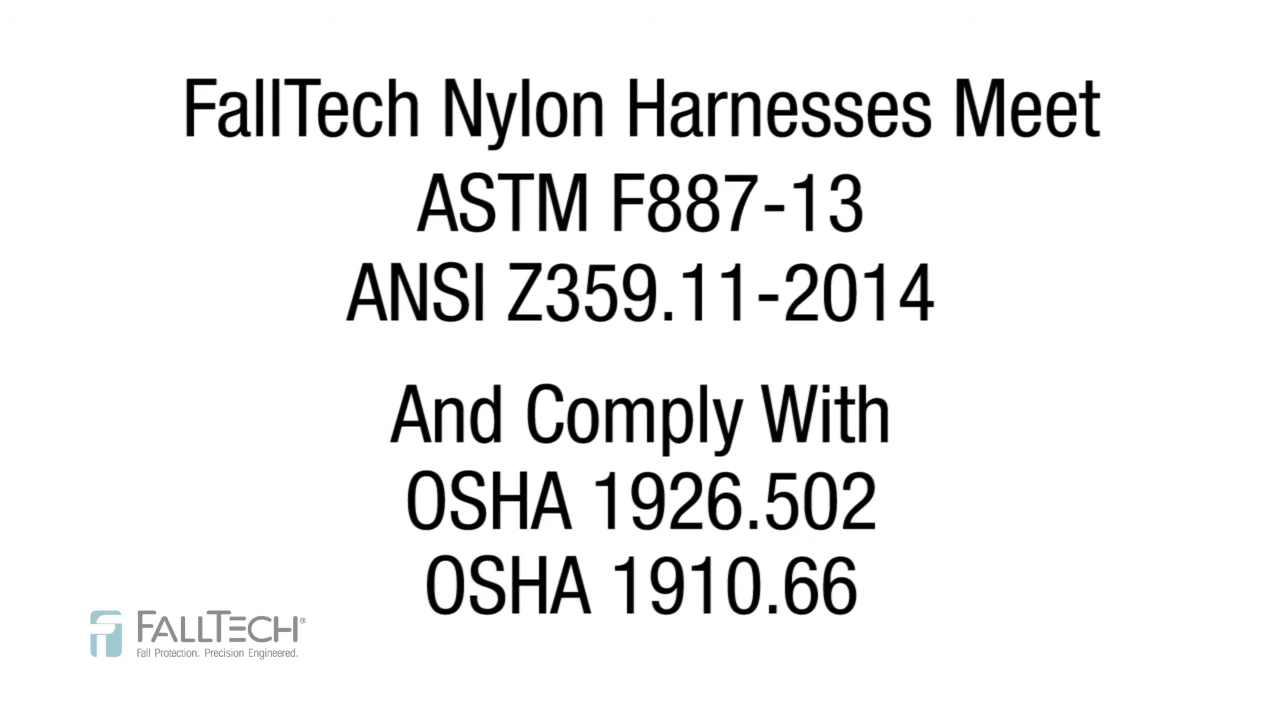 FallTech Nylon Harnesses Meet
ASTM F887-13
ANSI Z359.11-2014
And Comply With
OSHA 1926.502
OSHA 1910.66
FALLTECH®
Fall Protection. Precision Engineered.